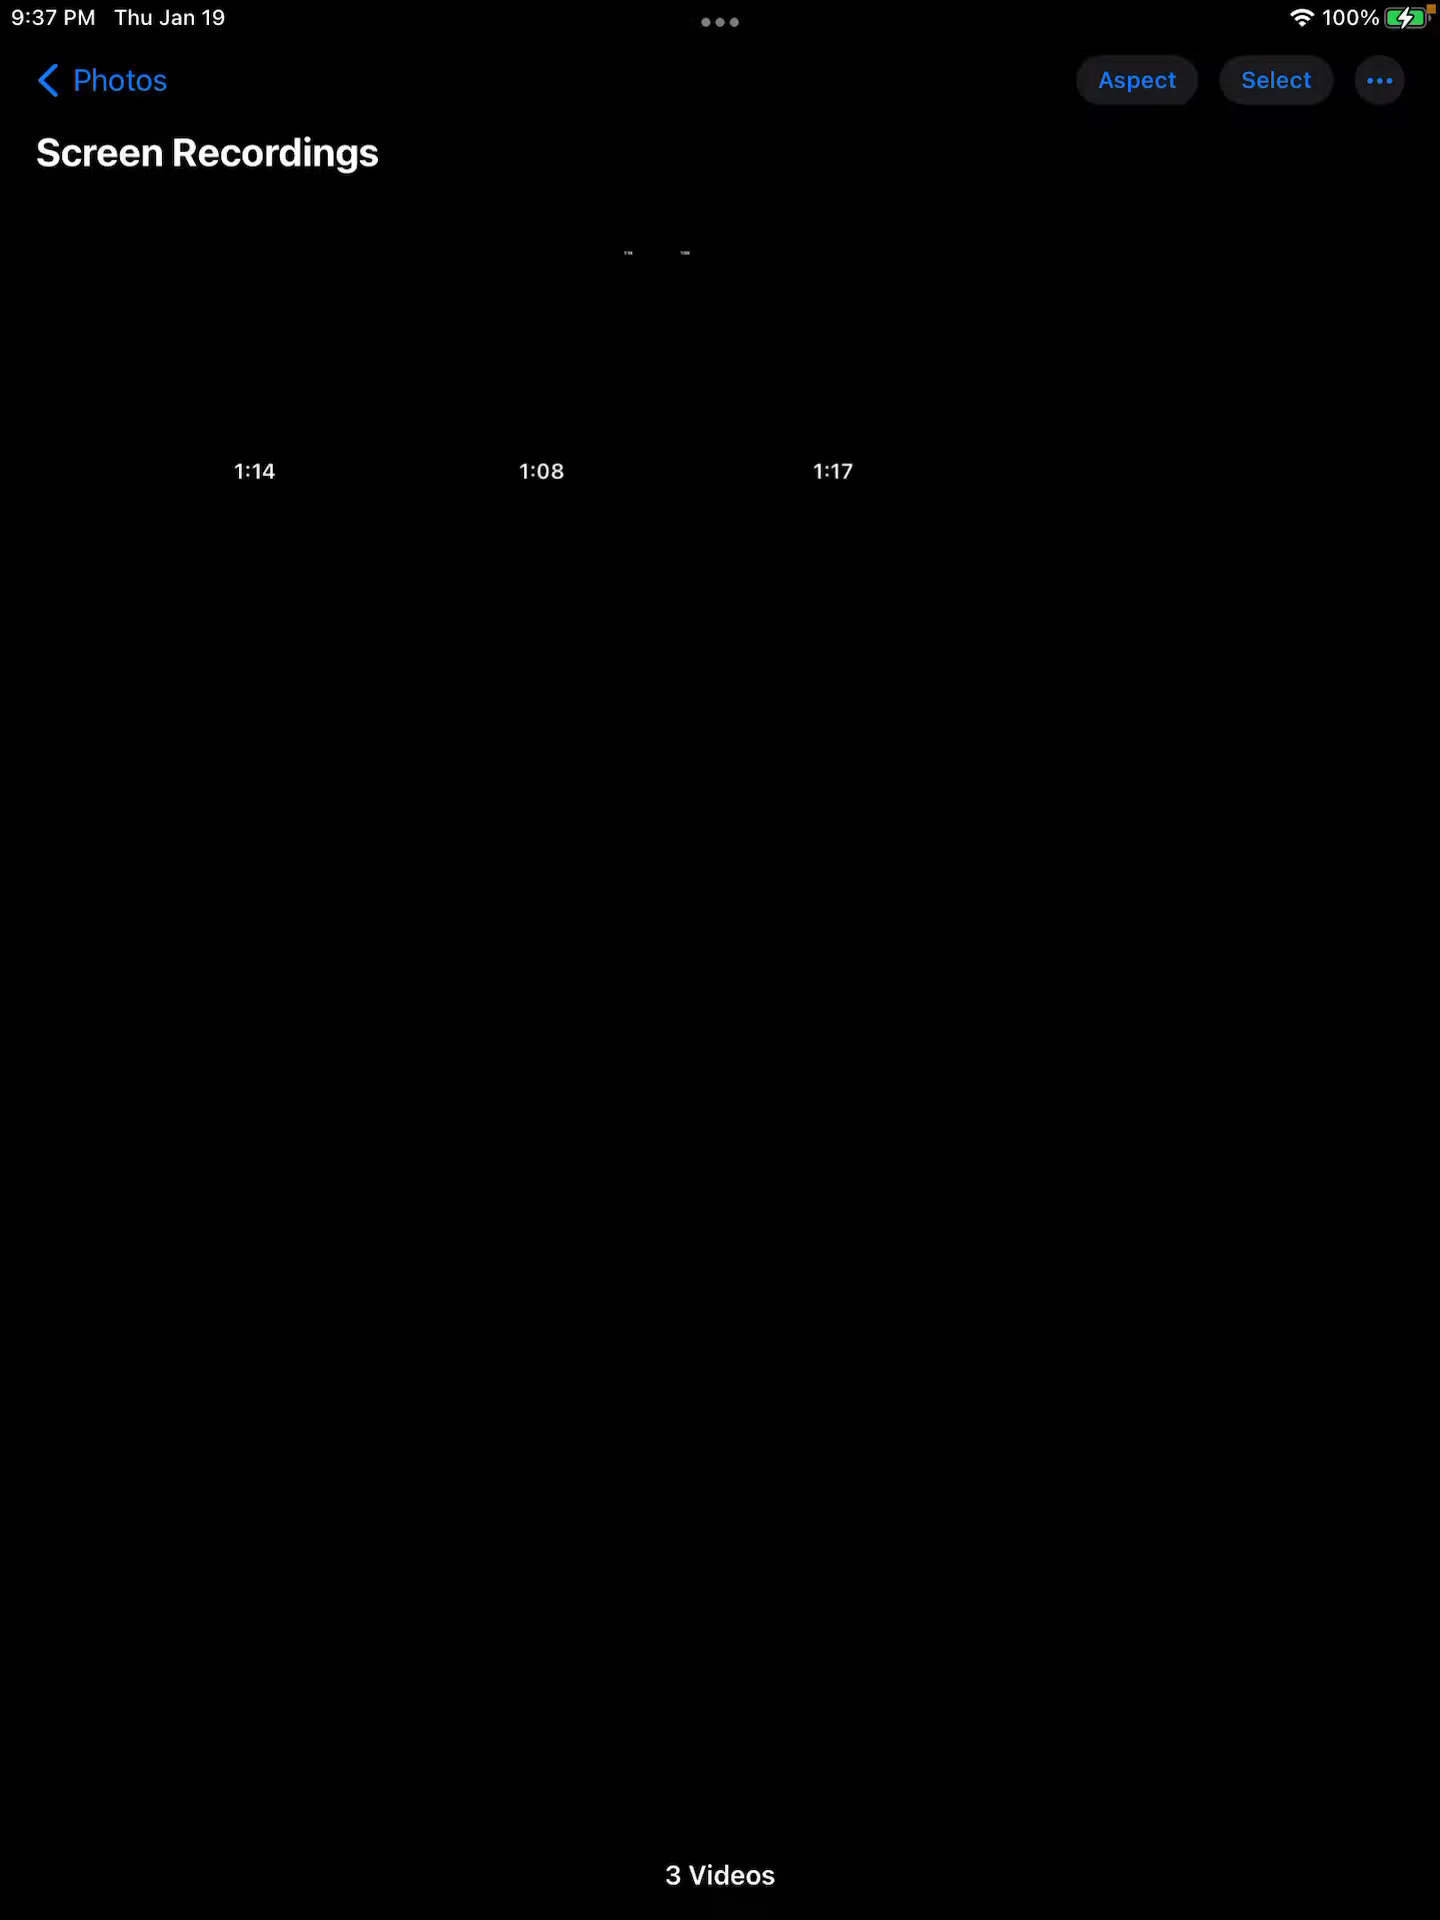 9:37 PM Thu Jan 19
100%
Photos
Aspect
Select
Screen Recordings
1:14
1:08
1:17
3 Videos